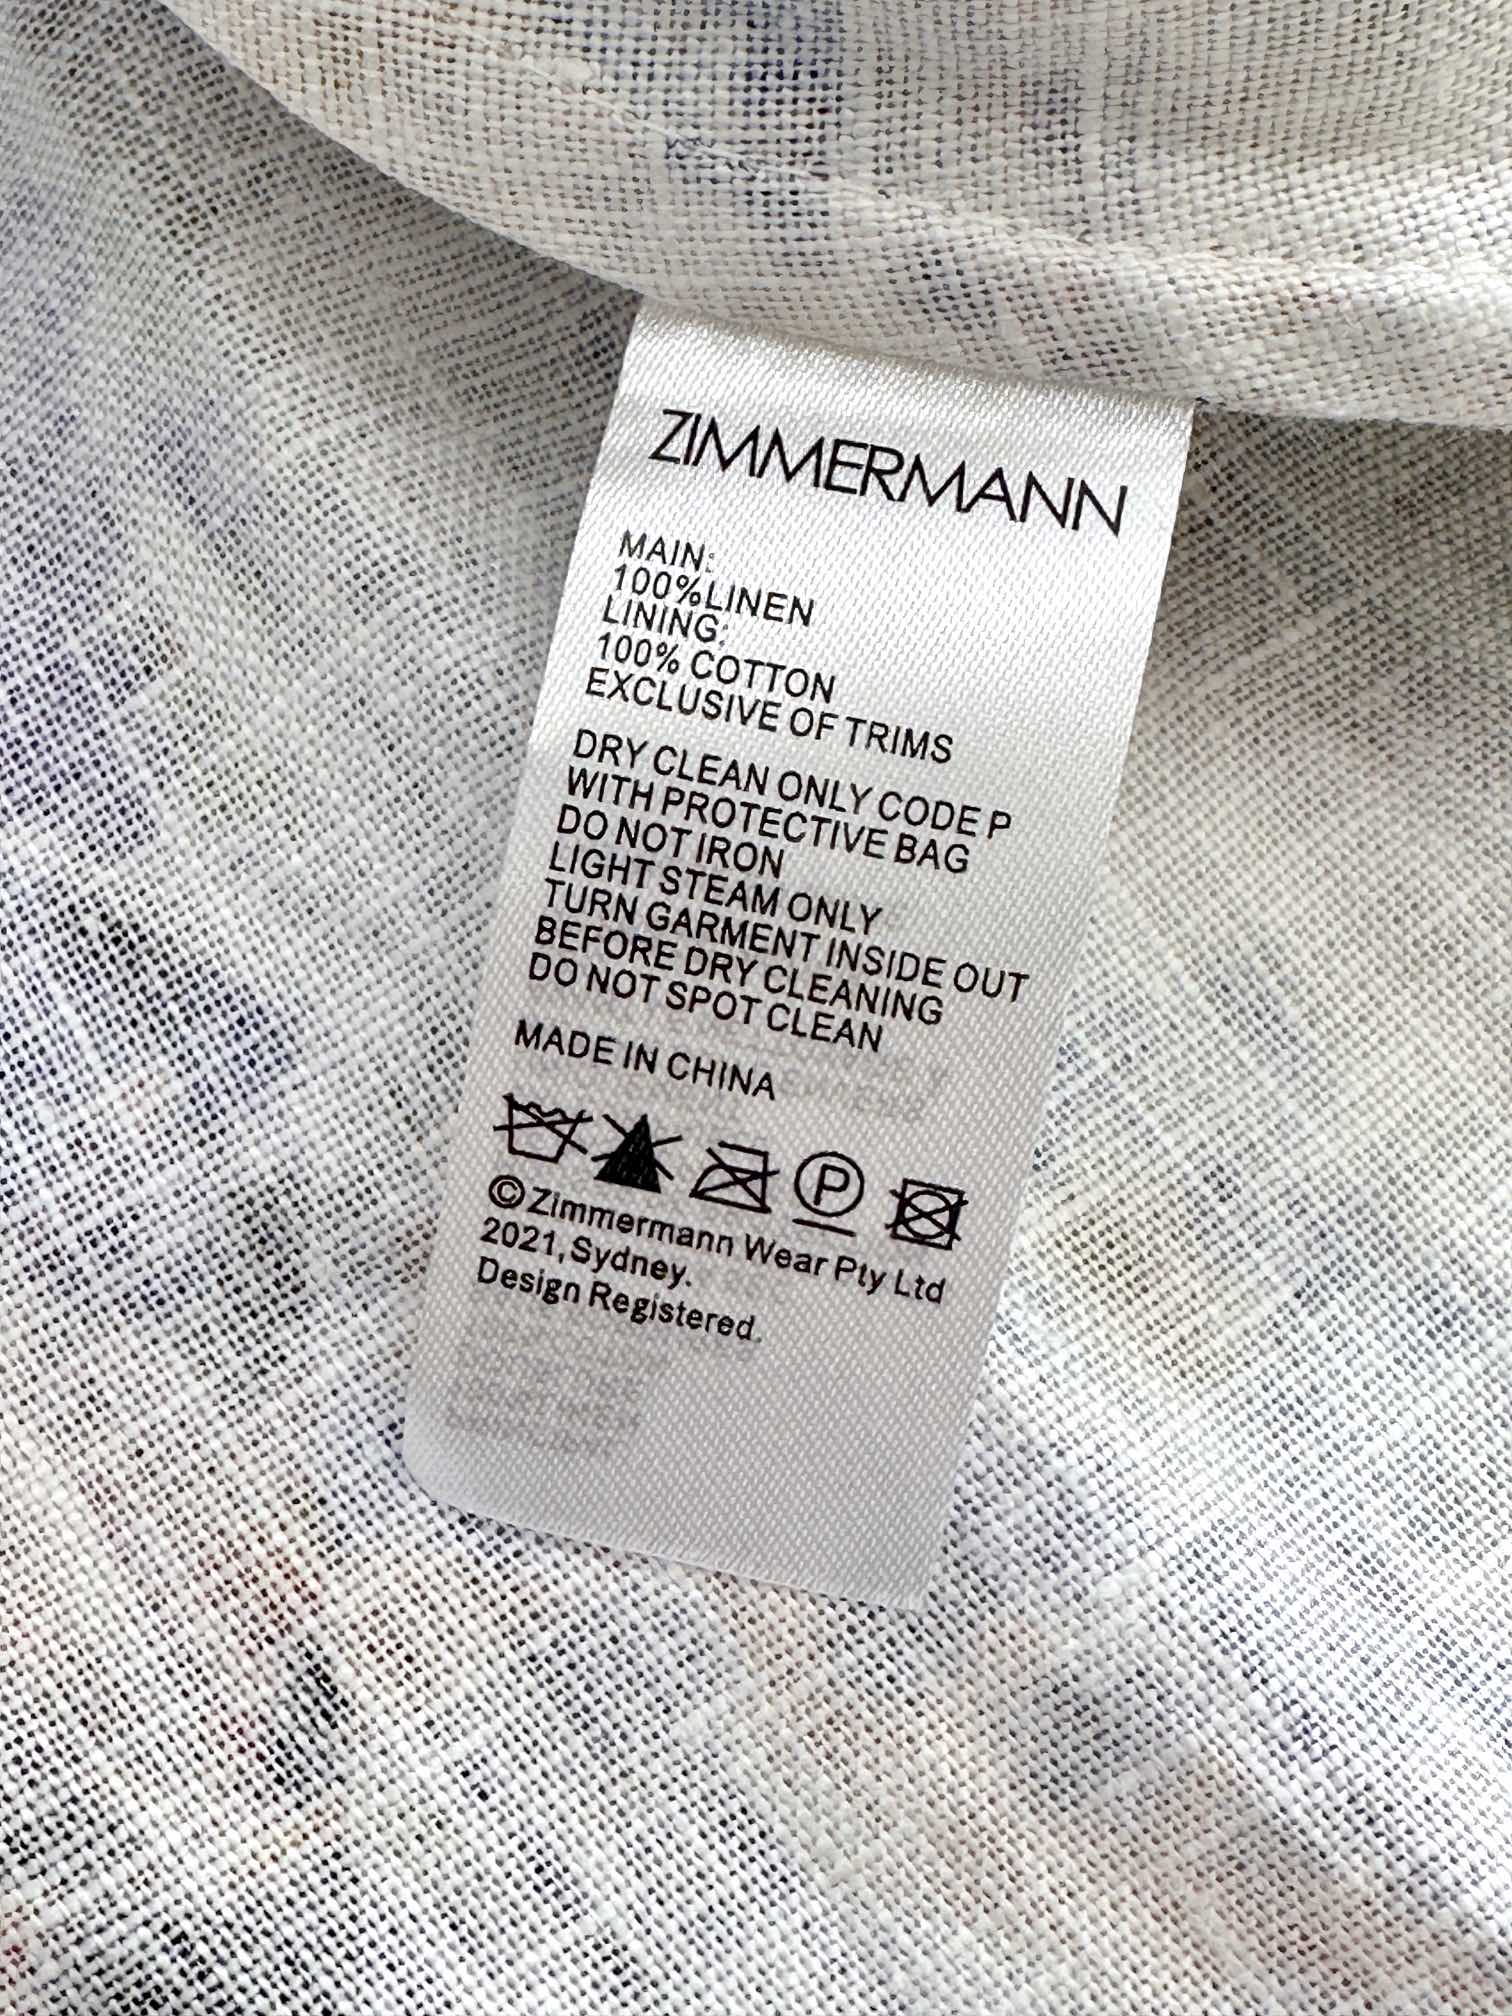 ZIMMERMANN
MAIN:
100%LINEN
LINING:
100% COTTON
EXCLUSIVE OF TRIMS
DRY CLEAN ONLY CODE P
WITH PROTECTIVE BAG
DO NOT IRON
LIGHT STEAM ONLY
TURN GARMENT INSIDE OUT
BEFORE DRY CLEANING
DO NOT SPOT CLEAN
MADE IN CHINA
P
©Zimmermann Wear Pty Ltd
2021, Sydney.
Design Registered.